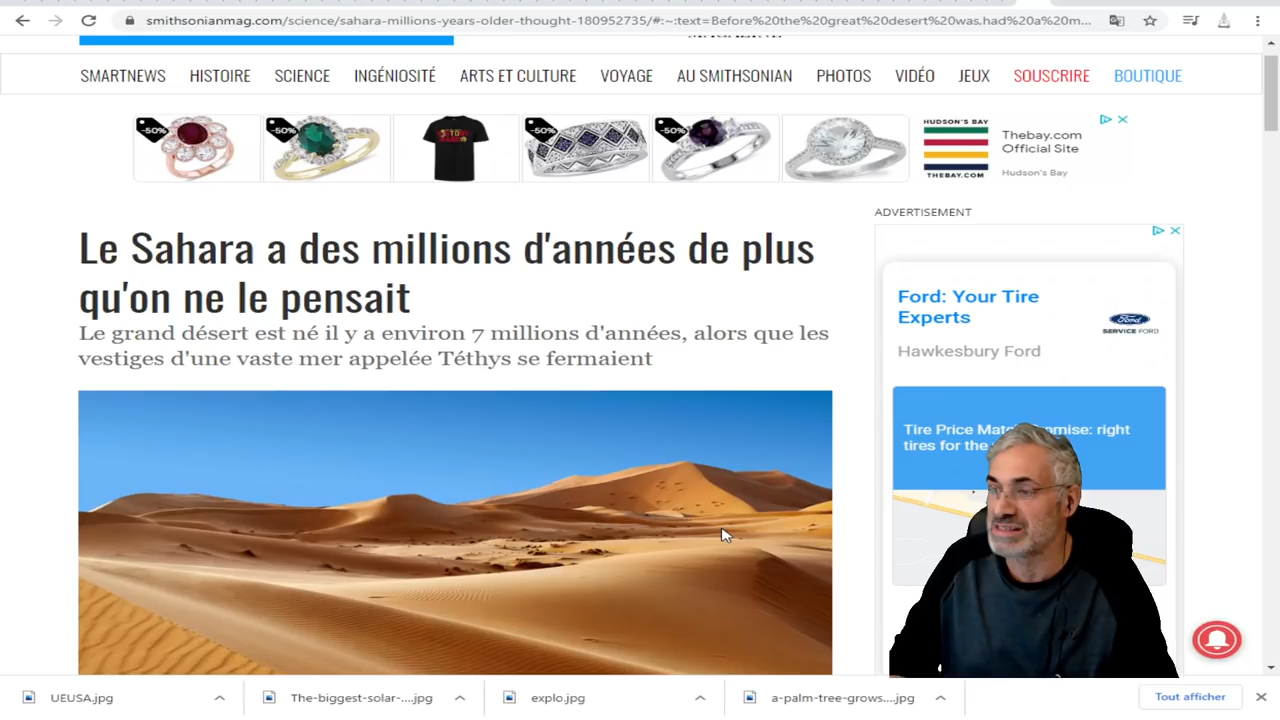 smithsonianmag.com/science/sahara-millions-years-older-thought-180952735/#:~:text=Before%20the%20great%20desert%20was.had%20a%20m...
SMARTNEWS HISTOIRE SCIENCE INGÉNIOSITÉ ARTS ET CULTURE VOYAGE AU SMITHSONIAN PHOTOS VIDÉO JEUX SOUSCRIRE BOUTIQUE
-50% -50% -50% -50%
HUDSON'S BAY
THEBAY.COM
Thebay.com
Official Site
Hudson's Bay
ADVERTISEMENT
Le Sahara a des millions d'années de plus
qu'on ne le pensait
Le grand désert est né il y a environ 7 millions d'années, alors que les
vestiges d'une vaste mer appelée Téthys se fermaient
Ford: Your Tire
Experts
Ford
SERVICE FORD
Hawkesbury Ford
Tire Price right
tires for the
UEUSA.jpg
The-biggest-solar-....jpg
explo.jpg
a-palm-tree-grows....jpg
Tout afficher